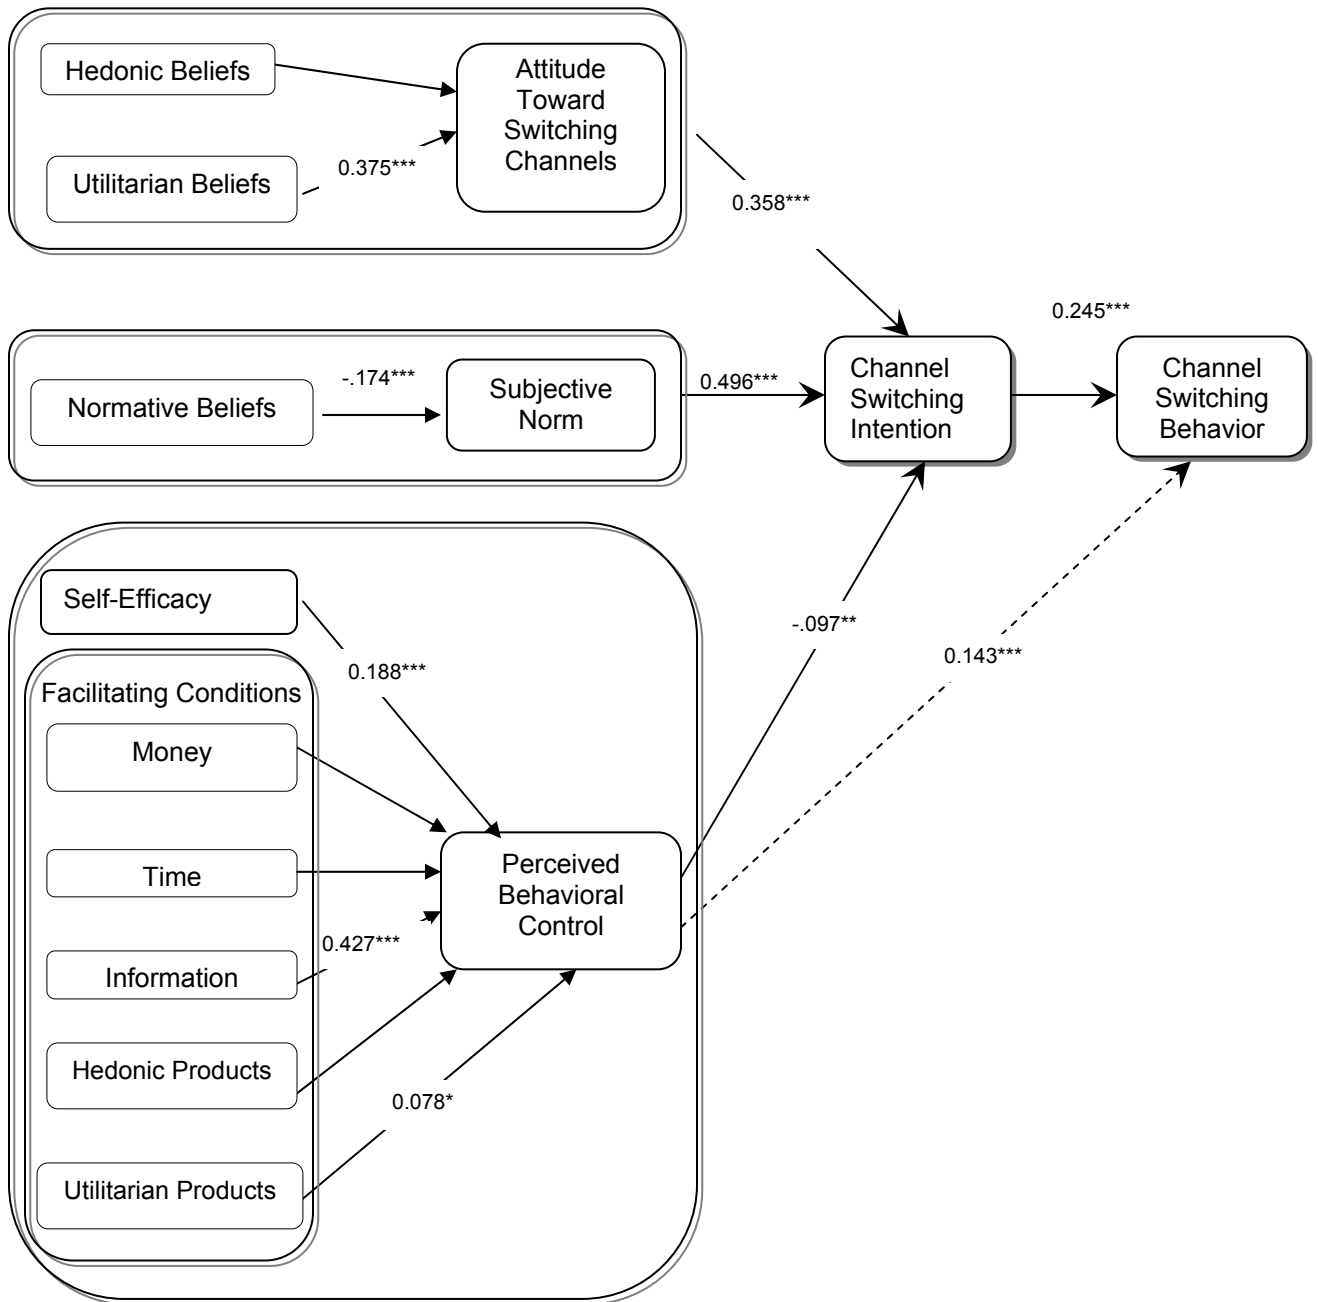 Hedonic Beliefs
Attitude
Toward
Switching
Channels
0.375***
Utilitarian Beliefs
0.358***
0.245***
-.174***
Normative Beliefs
Subjective
Norm
0.496***
Channel
Switching
Intention
Channel
Switching
Behavior
Self-Efficacy
-.097**
0.143***
0.188***
Facilitating Conditions
Money
Time
Perceived
Behavioral
Control
0.427***
Information
Hedonic Products
0.078*
Utilitarian Products